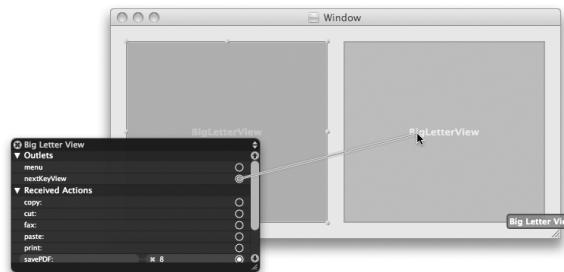 Window
BigLetterView
BigLetterView
Big Letter View
Outlets
menu
nextKeyView
Received Actions
copy:
cut:
fax:
paste:
print:
savePDF: ⌘ 8
Big Letter